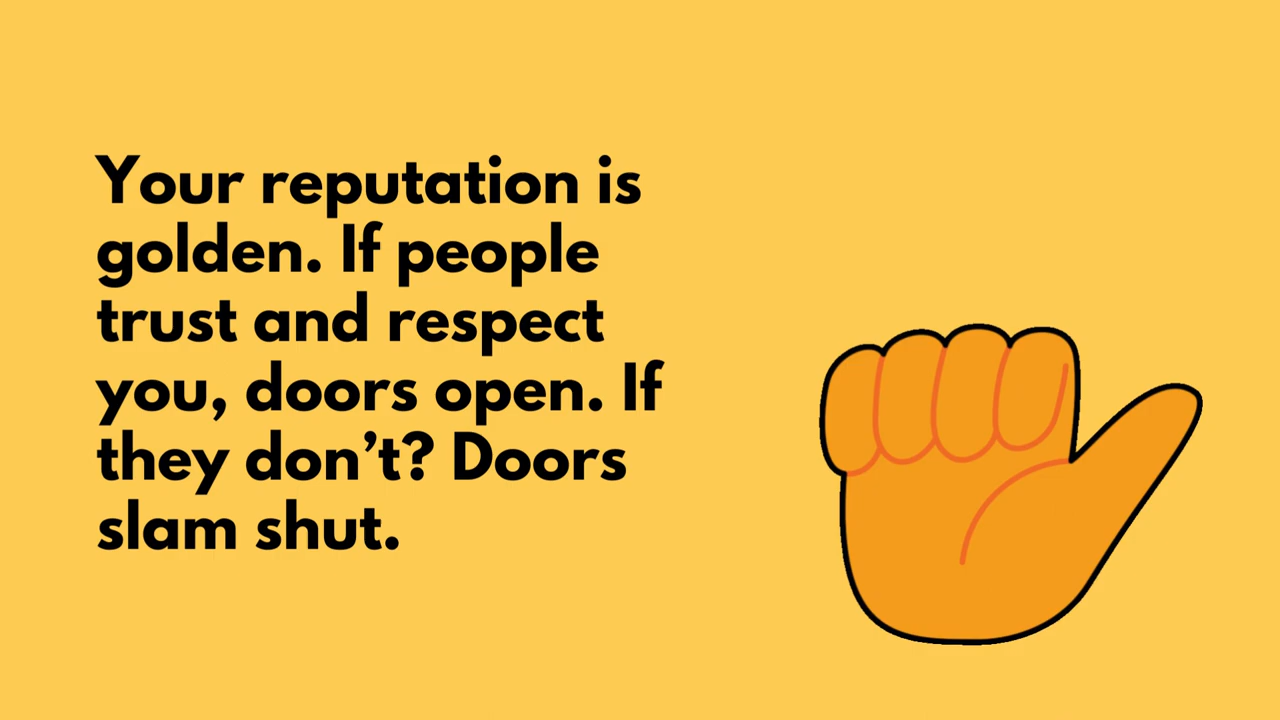 Your reputation is
golden. If people
trust and respect
you, doors open. If
they don’t? Doors
slam shut.